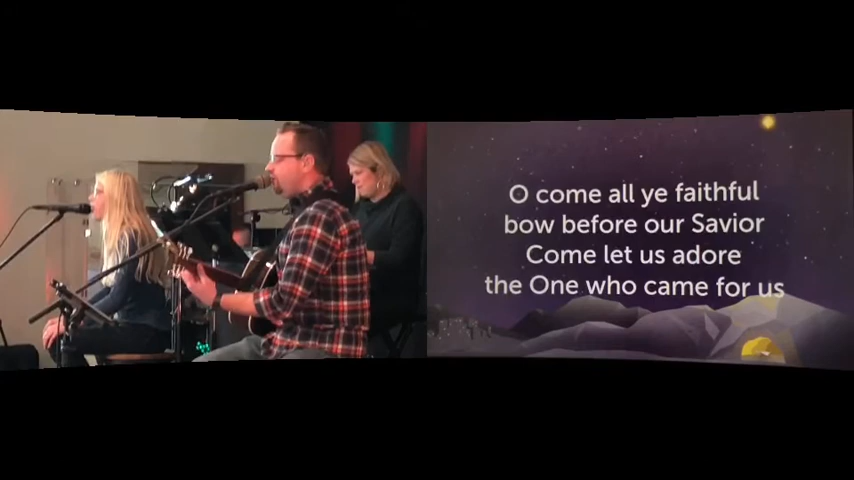 O come all ye faithful
bow before our Savior
Come let us adore
the One, who came for us